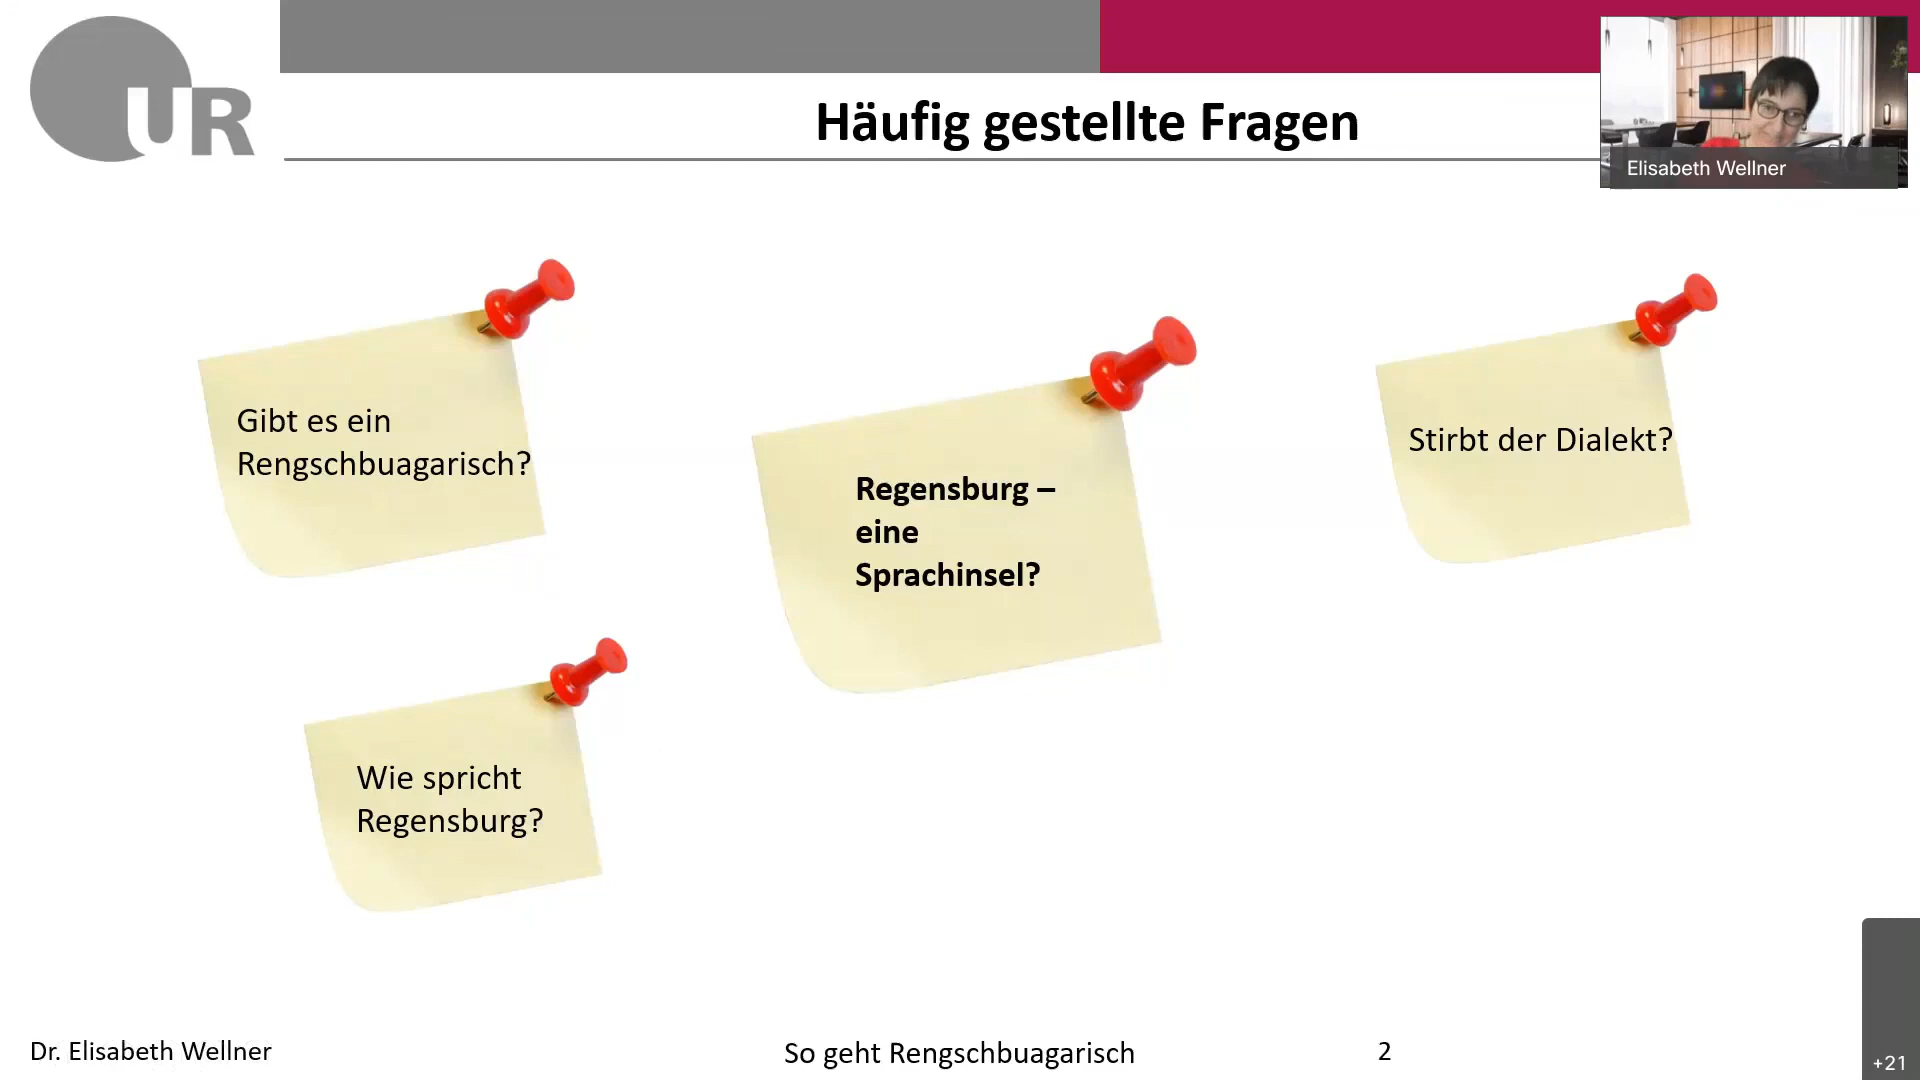 UR
Häufig gestellte Fragen
Elisabeth Wellner
Gibt es ein
Rengschbuagarisch?
Regensburg –
eine
Sprachinsel?
Stirbt der Dialekt?
Wie spricht
Regensburg?
Dr. Elisabeth Wellner
So geht Rengschbuagarisch
2
+21